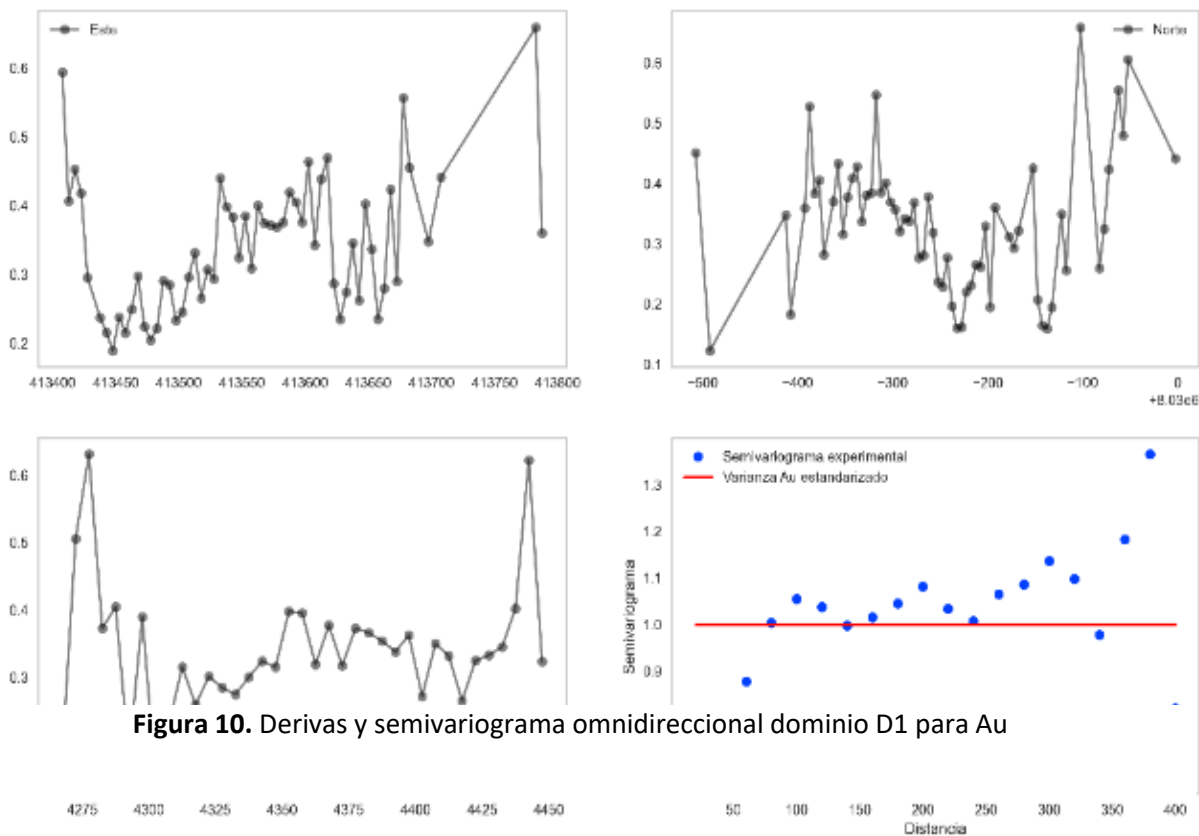 Este
0.6
0.5
0.4
0.3
0.2
413400 413450 413500 413550 413600 413650 413700 413750 413800
Norte
0.6
0.5
0.4
0.3
0.2
0.1
−500 −400 −300 −200 −100 0
+8.03e6
0.6
0.5
0.4
0.3
4275 4300 4325 4350 4375 4400 4425 4450
Semivariograma experimental
Varianza Au estandarizado
Semivariograma
1.3
1.2
1.1
1.0
0.9
50 100 150 200 250 300 350 400
Distancia
Figura 10. Derivas y semivariograma omnidireccional dominio D1 para Au